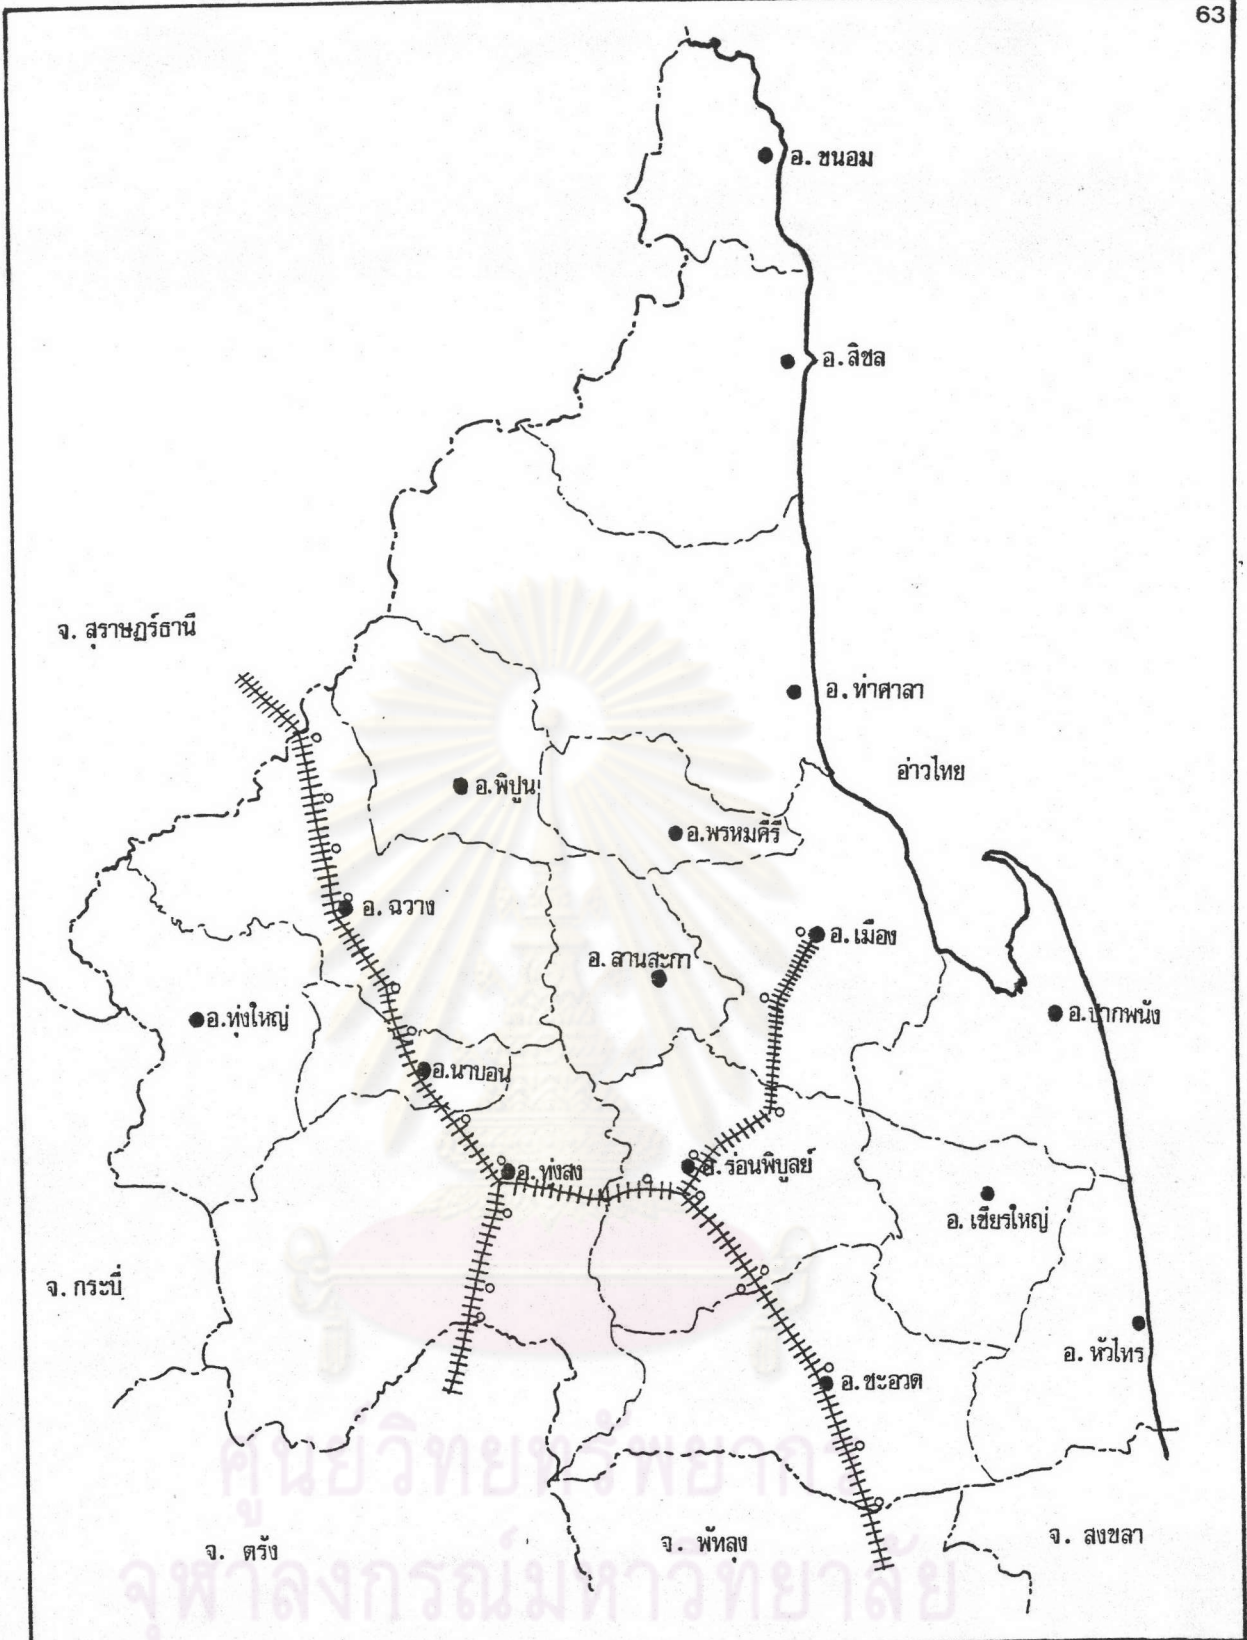 63
อ. ขนอม
อ. สิชล
จ. สุราษฎร์ธานี
อ. ท่าศาลา
อ่าวไทย
อ. พิปูน
อ. พรหมคีรี
อ. ฉวาง
อ. เมือง
อ. ลานสะกา
อ. ทุ่งใหญ่
อ. ปากพนัง
อ. นาบอน
อ. ทุ่งสง
อ. ร่อนพิบูลย์
อ. เชียรใหญ่
จ. กระบี่
อ. หัวไทร
อ. ชะอวด
ศูนย์วิทยทรัพยากร
จ. ตรัง
จ. พัทลุง
จ. สงขลา
จุฬาลงกรณ์มหาวิทยาลัย